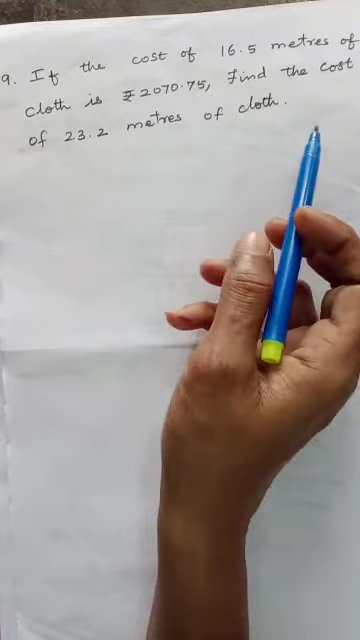 9. If the cost of 16.5 metres of
cloth is ₹2070.75, Find the cost
of 23.2 metres of cloth.